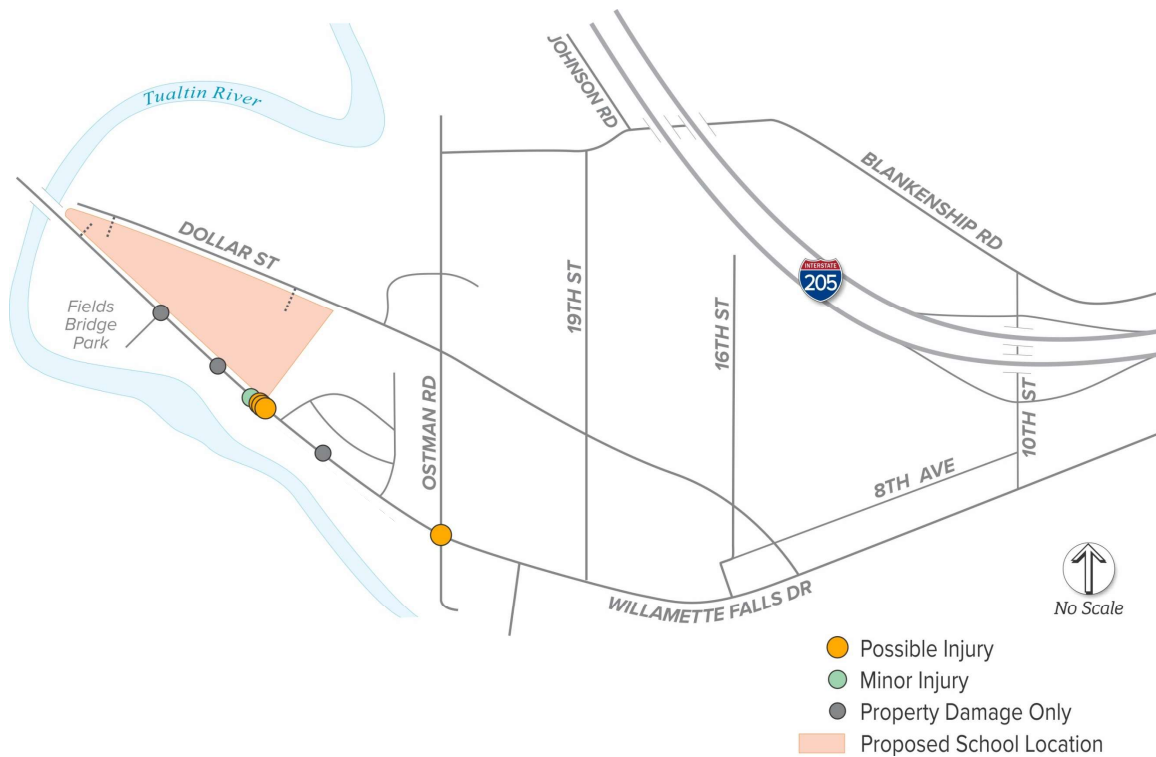 JOHNSON RD
Tualtin River
BLANKENSHIP RD
DOLLAR ST
INTERSTATE
205
19TH ST
16TH ST
Fields
Bridge
Park
OSTMAN RD
10TH ST
8TH AVE
WILLAMETTE FALLS DR
No Scale
Possible Injury
Minor Injury
Property Damage Only
Proposed School Location